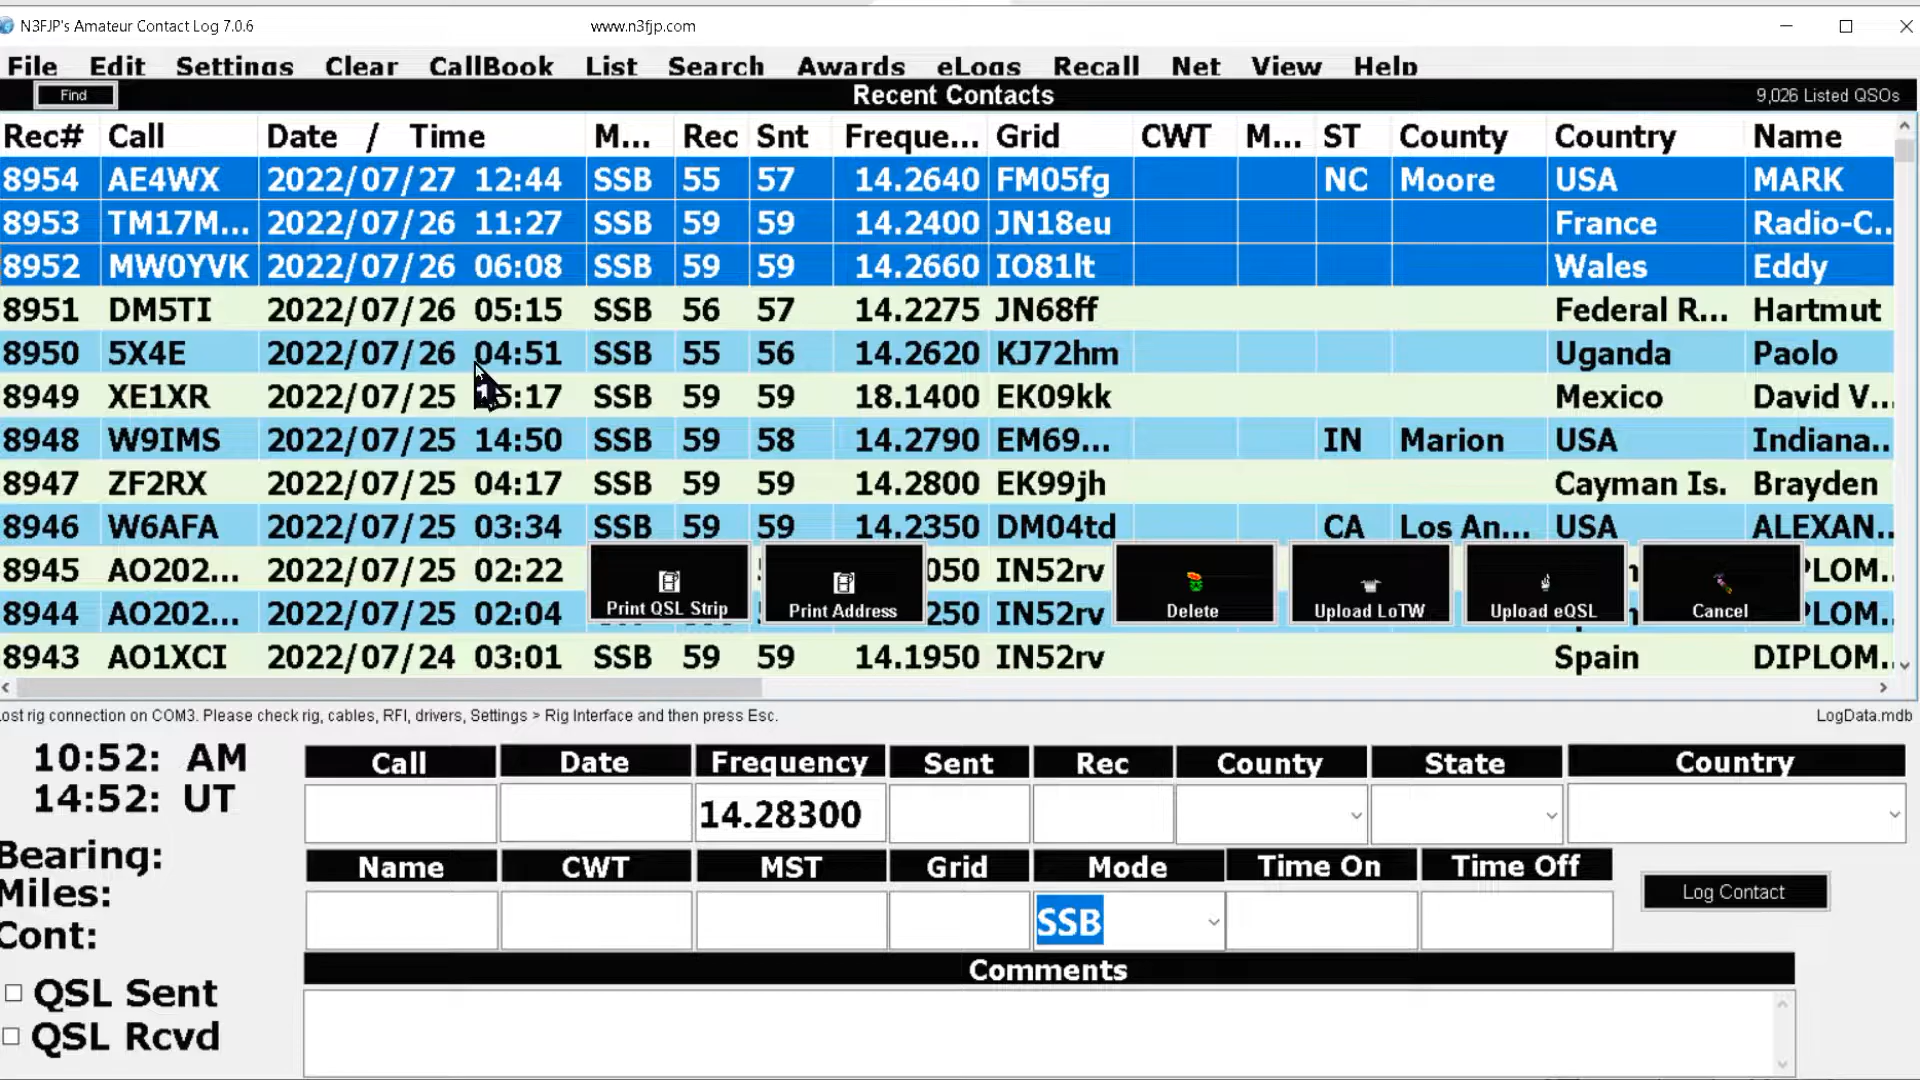 N3FJP's Amateur Contact Log 7.0.6 www.n3fjp.com
File Edit Settings Clear CallBook List Search Awards eLogs Recall Net View Help
Find Recent Contacts 9,026 Listed QSOs
Rec# Call Date / Time M... Rec Snt Freque... Grid CWT M... ST County Country Name
8954 AE4WX 2022/07/27 12:44 SSB 55 57 14.2640 FM05fg NC Moore USA MARK
8953 TM17M... 2022/07/26 11:27 SSB 59 59 14.2400 JN18eu France Radio-C..
8952 MW0YVK 2022/07/26 06:08 SSB 59 59 14.2660 IO81lt Wales Eddy
8951 DM5TI 2022/07/26 05:15 SSB 56 57 14.2275 JN68ff Federal R... Hartmut
8950 5X4E 2022/07/26 04:51 SSB 55 56 14.2620 KJ72hm Uganda Paolo
8949 XE1XR 2022/07/25 :17 SSB 59 59 18.1400 EK09kk Mexico David V...
8948 W9IMS 2022/07/25 14:50 SSB 59 58 14.2790 EM69... IN Marion USA Indiana..
8947 ZF2RX 2022/07/25 04:17 SSB 59 59 14.2800 EK99jh Cayman Is. Brayden
8946 W6AFA 2022/07/25 03:34 SSB 59 59 14.2350 DM04td CA Los An... USA ALEXAN..
8945 AO202... 2022/07/25 02:22 050 IN52rv PLOM..
8944 AO202... 2022/07/25 02:04 250 IN52rv PLOM..
Print QSL Strip Print Address Delete Upload LoTW Upload eQSL Cancel
8943 AO1XCI 2022/07/24 03:01 SSB 59 59 14.1950 IN52rv Spain DIPLOM..
ost rig connection on COM3. Please check rig, cables, RFI, drivers, Settings > Rig Interface and then press Esc. LogData.mdb
10:52: AM
14:52: UT
Call Date Frequency Sent Rec County State Country
14.28300
Bearing:
Miles:
Cont:
Name CWT MST Grid Mode Time On Time Off
SSB
Log Contact
Comments
QSL Sent
QSL Rcvd